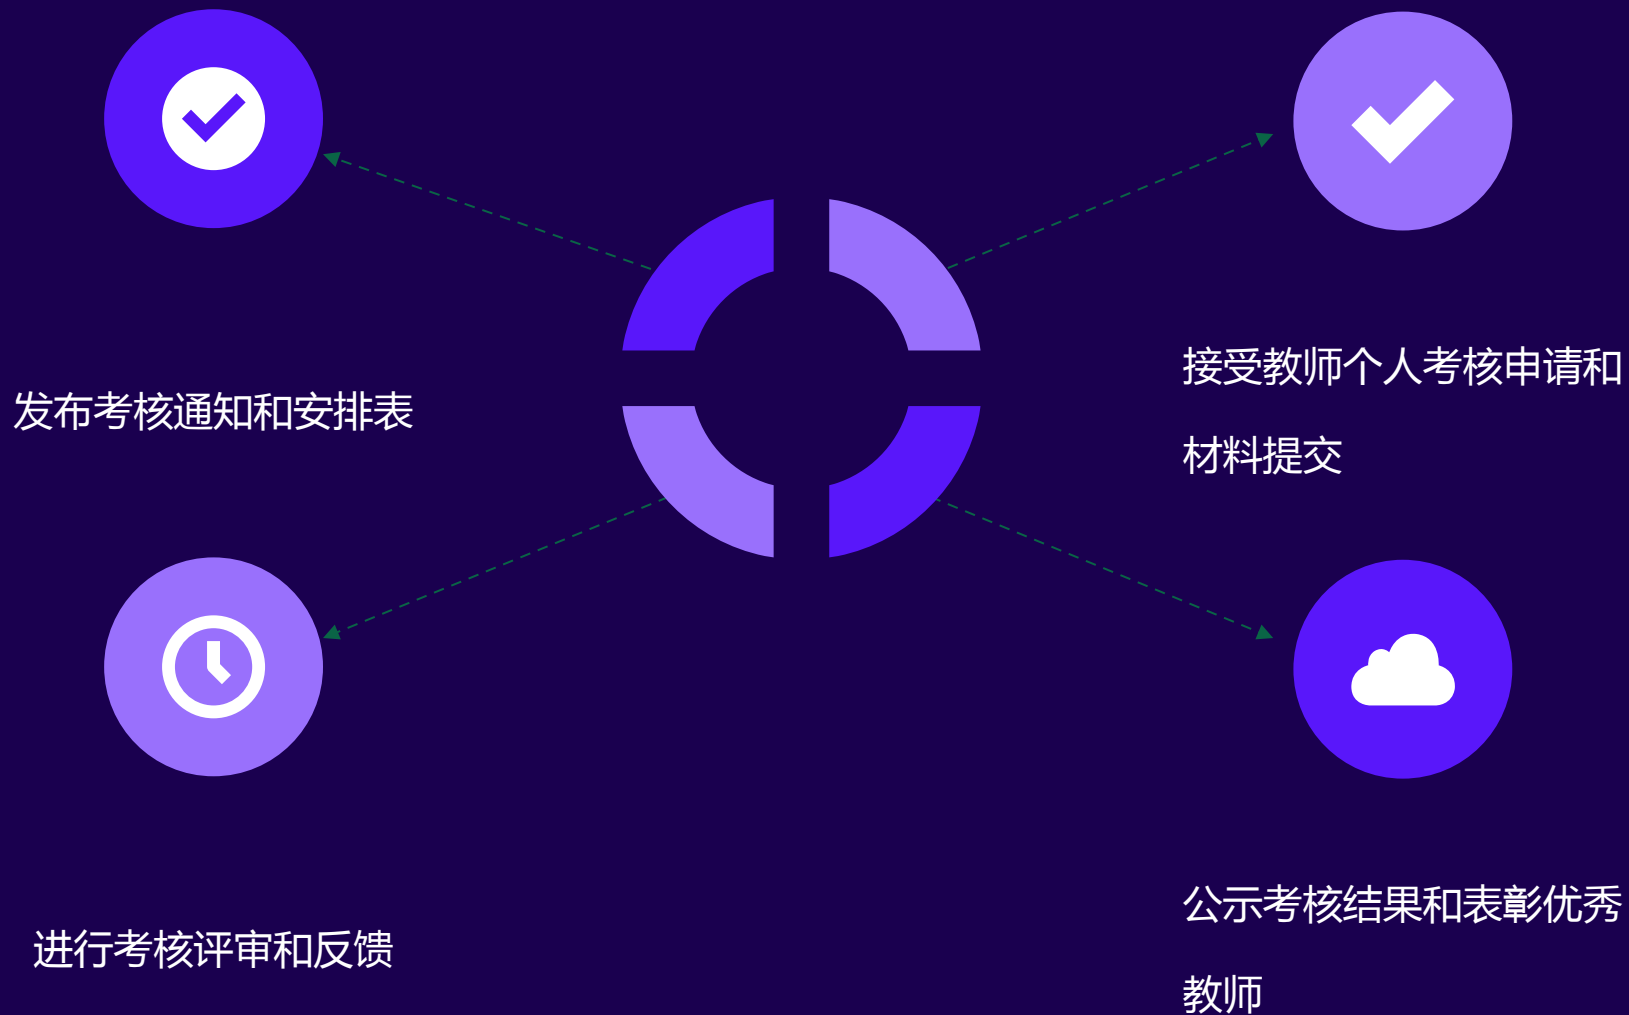 发布考核通知和安排表
接受教师个人考核申请和
材料提交
进行考核评审和反馈
公示考核结果和表彰优秀
教师